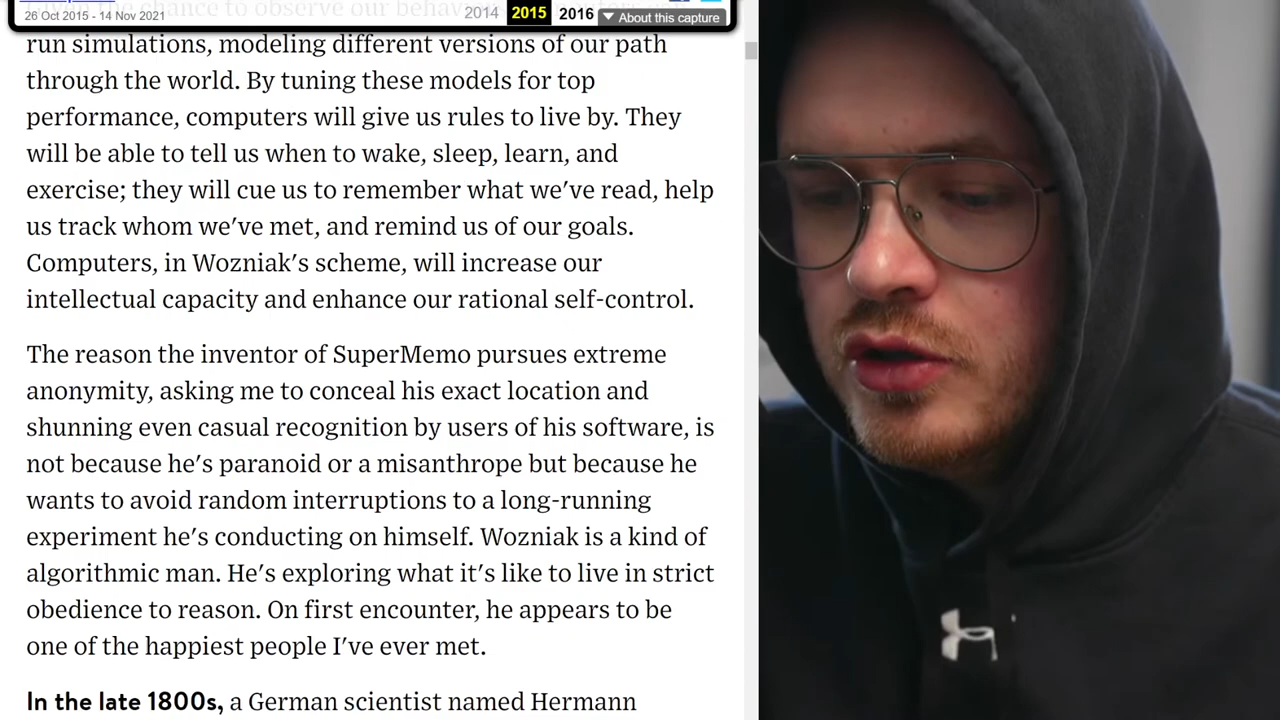 26 Oct 2015 - 14 Nov 2021
2014 2015 2016 ▼ About this capture
run simulations, modeling different versions of our path
through the world. By tuning these models for top
performance, computers will give us rules to live by. They
will be able to tell us when to wake, sleep, learn, and
exercise; they will cue us to remember what we’ve read, help
us track whom we’ve met, and remind us of our goals.
Computers, in Wozniak’s scheme, will increase our
intellectual capacity and enhance our rational self-control.
The reason the inventor of SuperMemo pursues extreme
anonymity, asking me to conceal his exact location and
shunning even casual recognition by users of his software, is
not because he’s paranoid or a misanthrope but because he
wants to avoid random interruptions to a long-running
experiment he’s conducting on himself. Wozniak is a kind of
algorithmic man. He’s exploring what it’s like to live in strict
obedience to reason. On first encounter, he appears to be
one of the happiest people I’ve ever met.
In the late 1800s, a German scientist named Hermann